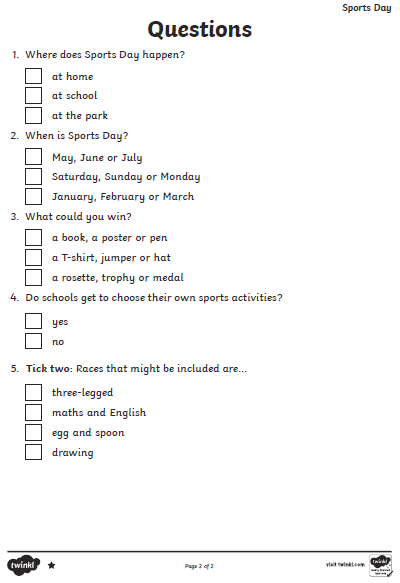 Sports Day
Questions
1. Where does Sports Day happen?
at home
at school
at the park
2. When is Sports Day?
May, June or July
Saturday, Sunday or Monday
January, February or March
3. What could you win?
a book, a poster or pen
a T-shirt, jumper or hat
a rosette, trophy or medal
4. Do schools get to choose their own sports activities?
yes
no
5. Tick two: Races that might be included are...
three-legged
maths and English
egg and spoon
drawing
twinkl
Page 2 of 2
visit twinkl.com
twinkl